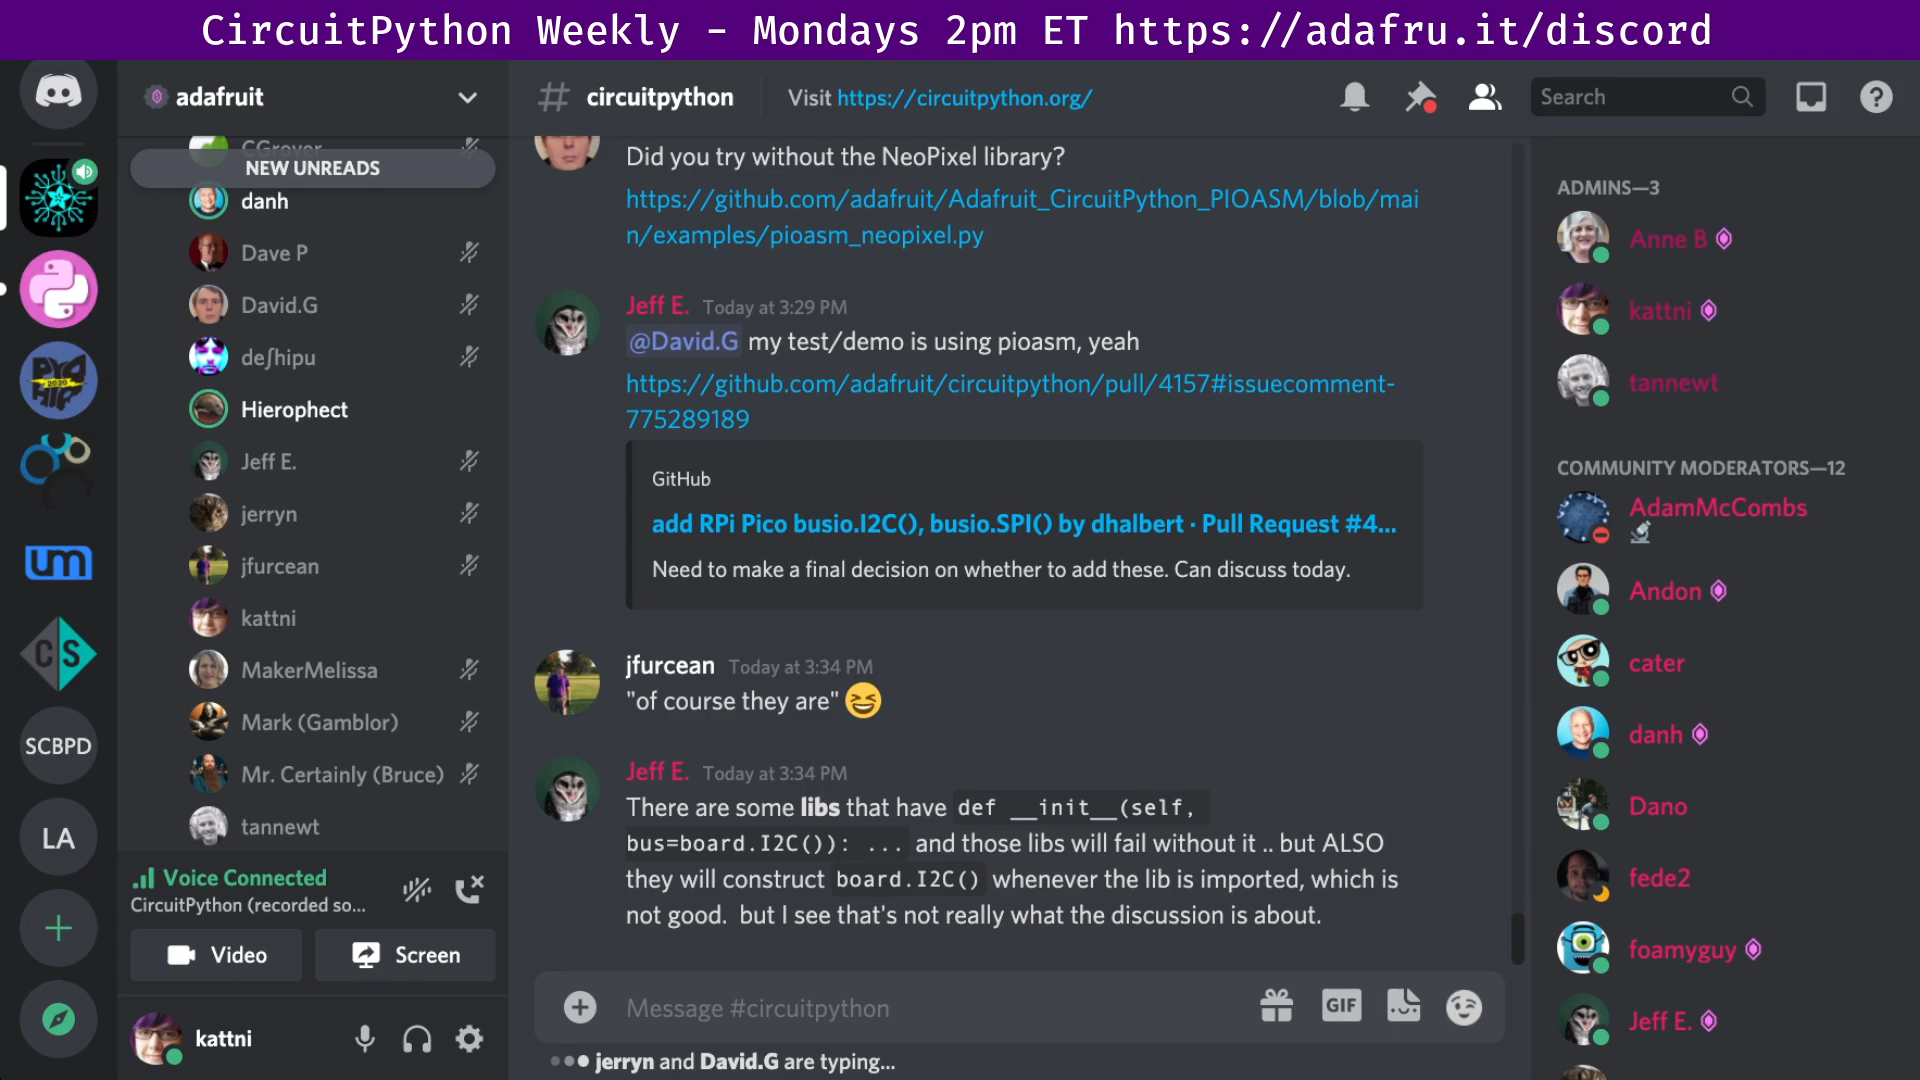 CircuitPython Weekly – Mondays 2pm ET https://adafru.it/discord
adafruit
CGrover
NEW UNREADS
danh
Dave P
David.G
deʃhipu
Hierophect
Jeff E.
jerryn
jfurcean
kattni
MakerMelissa
Mark (Gamblor)
Mr. Certainly (Bruce)
tannewt
Voice Connected
CircuitPython (recorded so...
Video
Screen
kattni
PYOHIP
2020
um
CS
SCBPD
LA
circuitpython
Visit https://circuitpython.org/
Search
Did you try without the NeoPixel library?
https://github.com/adafruit/Adafruit_CircuitPython_PIOASM/blob/mai
n/examples/pioasm_neopixel.py
Jeff E. Today at 3:29 PM
@David.G my test/demo is using pioasm, yeah
https://github.com/adafruit/circuitpython/pull/4157#issuecomment-
775289189
GitHub
add RPi Pico busio.I2C(), busio.SPI() by dhalbert · Pull Request #4...
Need to make a final decision on whether to add these. Can discuss today.
jfurcean Today at 3:34 PM
"of course they are" 😆
Jeff E. Today at 3:34 PM
There are some libs that have def __init__(self,
bus=board.I2C()): ... and those libs will fail without it .. but ALSO
they will construct board.I2C() whenever the lib is imported, which is
not good. but I see that's not really what the discussion is about.
Message #circuitpython
GIF
jerryn and David.G are typing...
ADMINS—3
Anne B
kattni
tannewt
COMMUNITY MODERATORS—12
AdamMcCombs
🔬
Andon
cater
danh
Dano
fede2
foamyguy
Jeff E.